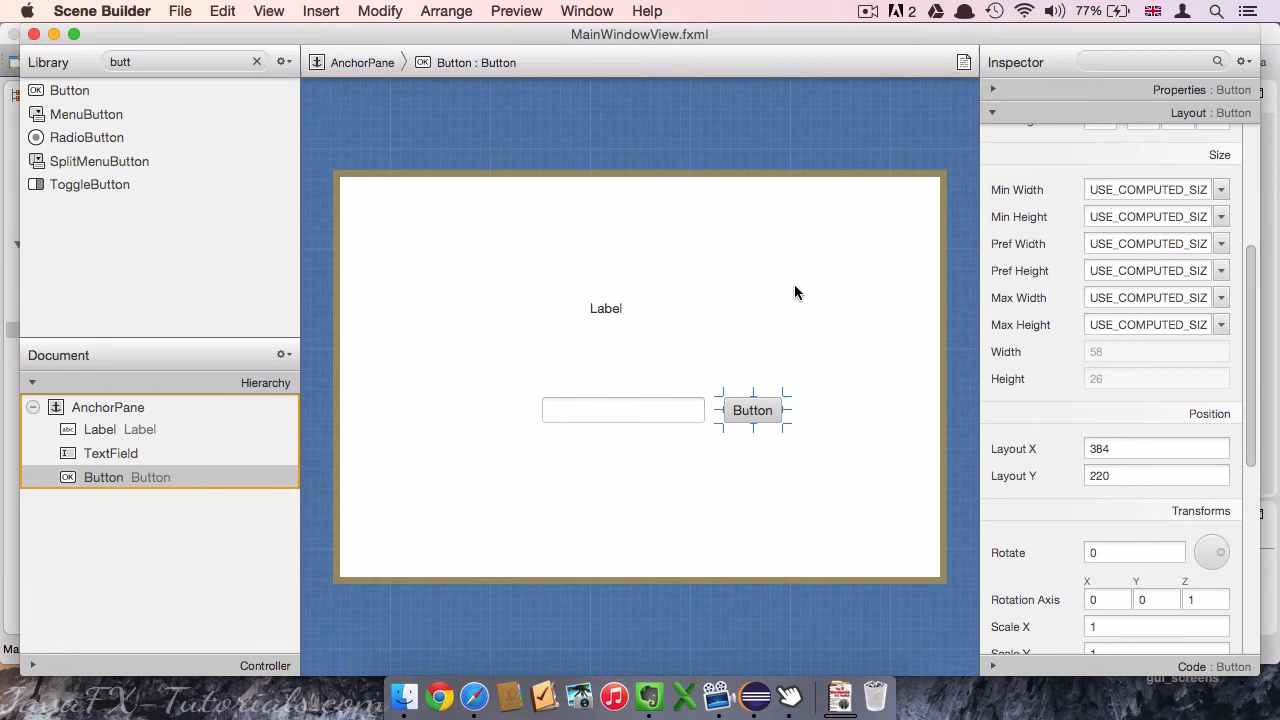 Scene Builder File Edit View Insert Modify Arrange Preview Window Help 2 77%
MainWindowView.fxml
Library butt
Button
MenuButton
RadioButton
SplitMenuButton
ToggleButton
Document
Hierarchy
AnchorPane
Label Label
TextField
Button Button
Controller
AnchorPane Button : Button
Label
Button
Inspector
Properties : Button
Layout : Button
Size
Min Width USE_COMPUTED_SIZ
Min Height USE_COMPUTED_SIZ
Pref Width USE_COMPUTED_SIZ
Pref Height USE_COMPUTED_SIZ
Max Width USE_COMPUTED_SIZ
Max Height USE_COMPUTED_SIZ
Width 58
Height 26
Position
Layout X 384
Layout Y 220
Transforms
Rotate 0
X Y Z
Rotation Axis 0 0 1
Scale X 1
Code : Button
gui_screens
JavaFX-Tutorials.com